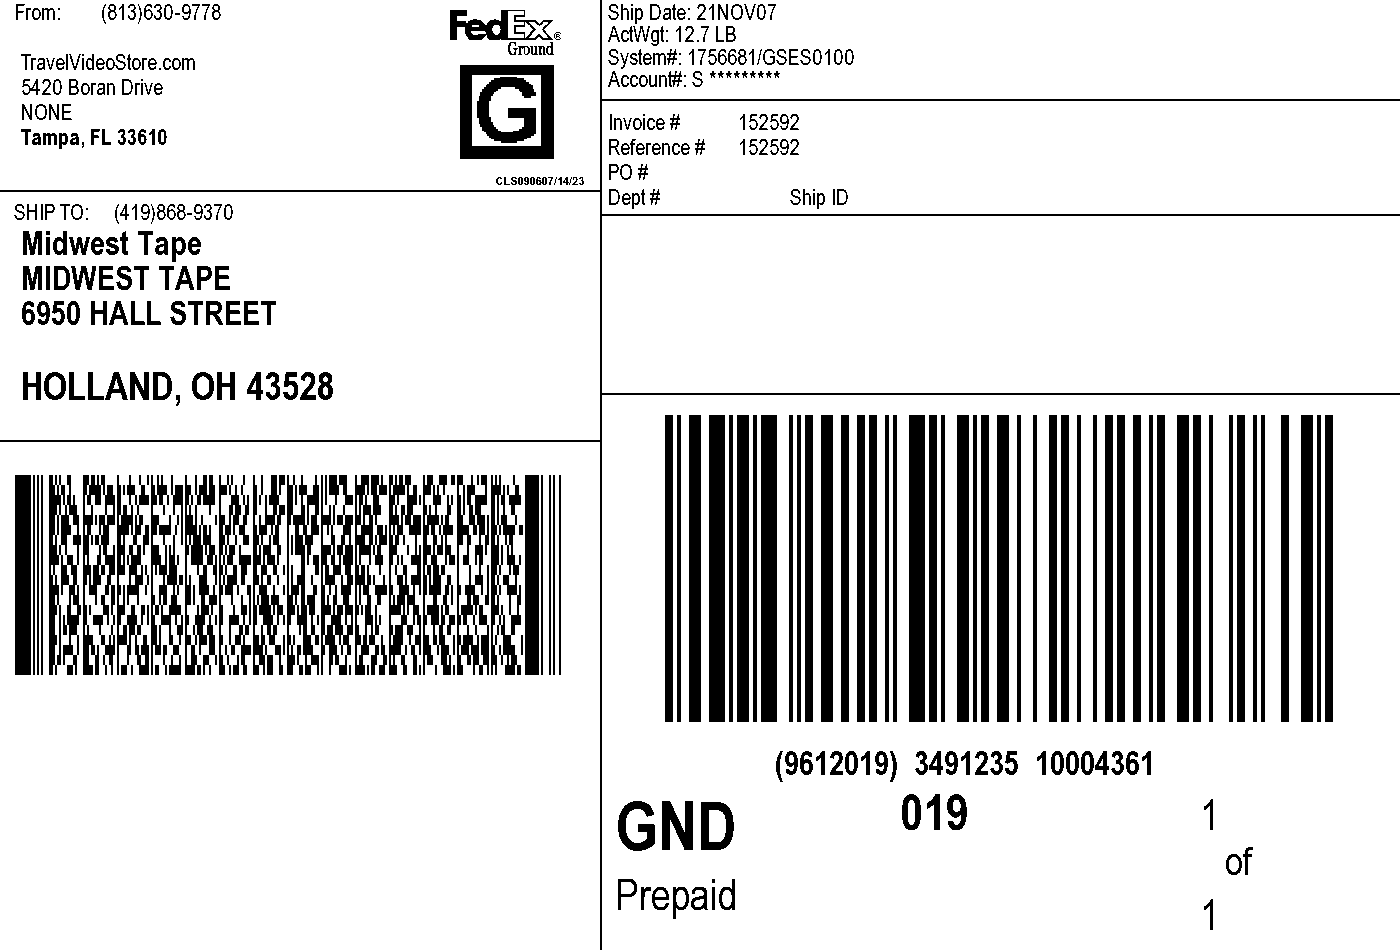 From: (813)630-9778
TravelVideoStore.com
5420 Boran Drive
NONE
Tampa, FL 33610
FedEx®
Ground
G
CLS090607/14/23
SHIP TO: (419)868-9370
Midwest Tape
MIDWEST TAPE
6950 HALL STREET
HOLLAND, OH 43528
Ship Date: 21NOV07
ActWgt: 12.7 LB
System#: 1756681/GSES0100
Account#: S *********
Invoice # 152592
Reference # 152592
PO #
Dept # Ship ID
(9612019) 3491235 10004361
GND 019 1
of
Prepaid 1